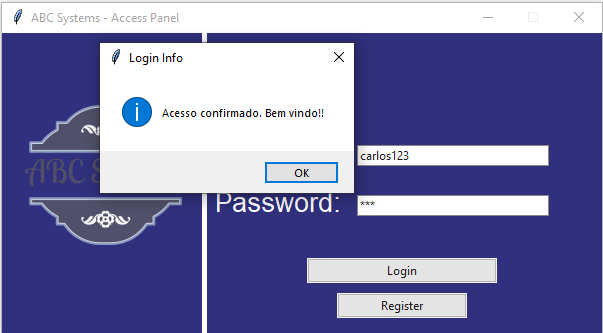 ABC Systems - Access Panel
Login Info
Acesso confirmado. Bem vindo!!
OK
ABC S
carlos123
Password:
***
Login
Register